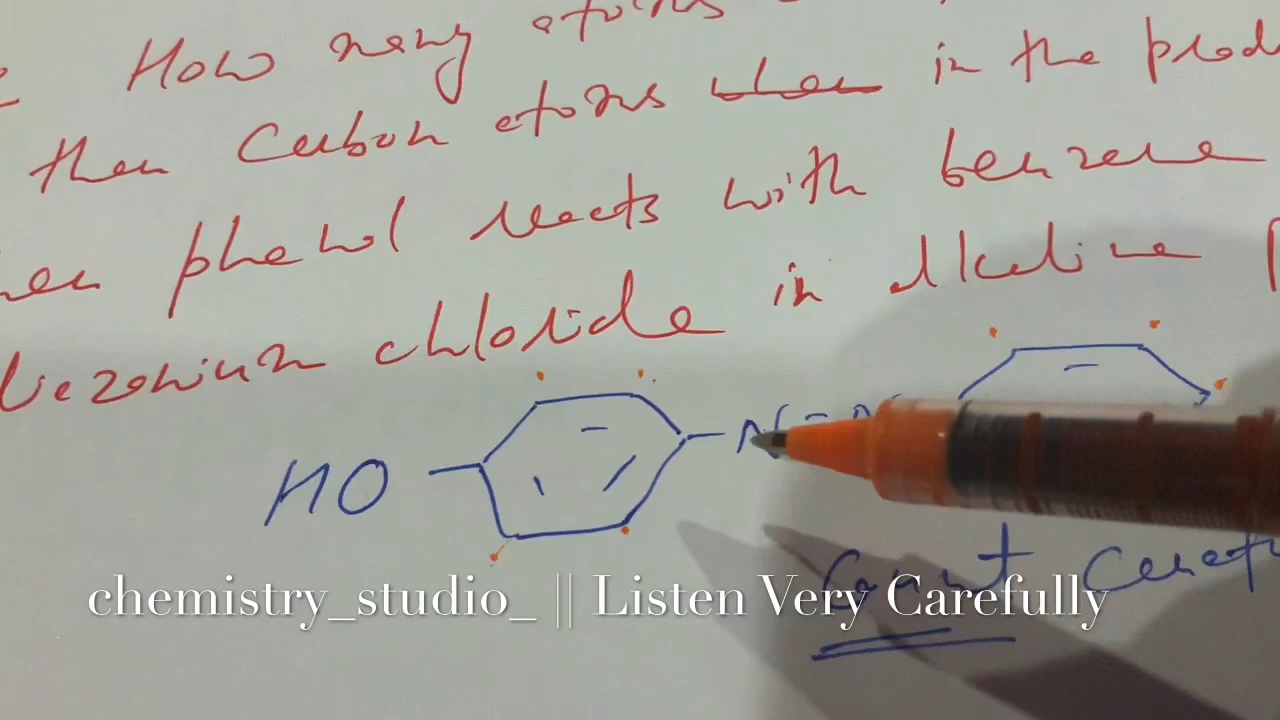 How many atoms
then Carbon atoms when in the prod
phenol reacts with benzene
chloride in alkaline
HO N=N
Count
chemistry_studio_ || Listen Very Carefully